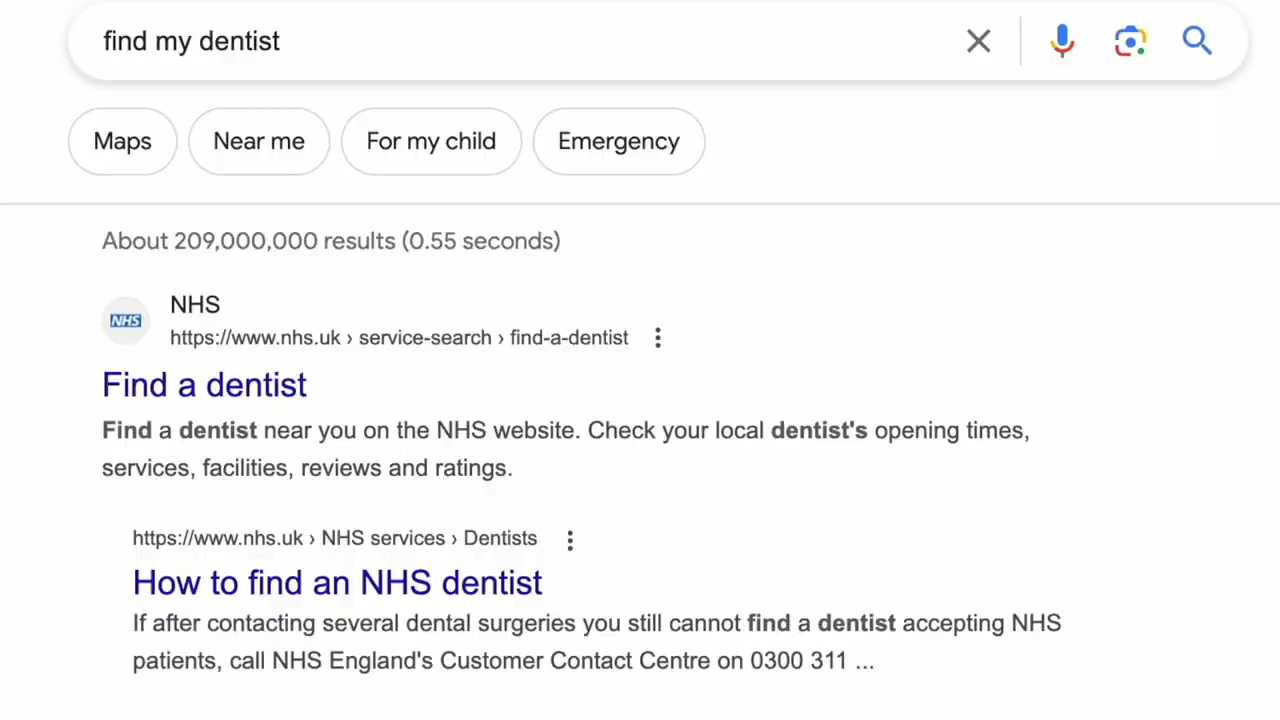 find my dentist
Maps
Near me
For my child
Emergency
About 209,000,000 results (0.55 seconds)
NHS
NHS
https://www.nhs.uk › service-search › find-a-dentist
Find a dentist
Find a dentist near you on the NHS website. Check your local dentist's opening times,
services, facilities, reviews and ratings.
https://www.nhs.uk › NHS services › Dentists
How to find an NHS dentist
If after contacting several dental surgeries you still cannot find a dentist accepting NHS
patients, call NHS England's Customer Contact Centre on 0300 311 ...